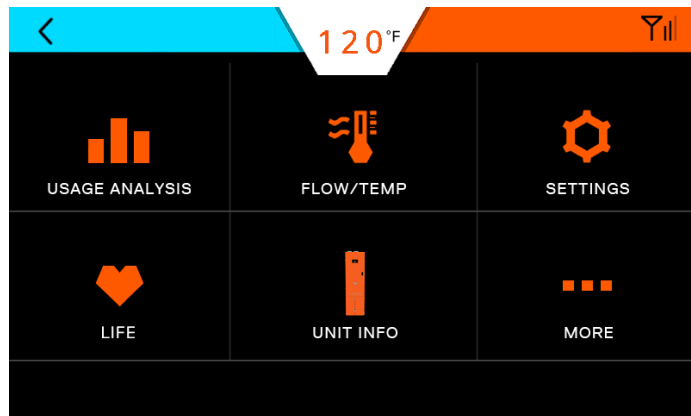 120°F
USAGE ANALYSIS
FLOW/TEMP
SETTINGS
LIFE
UNIT INFO
MORE